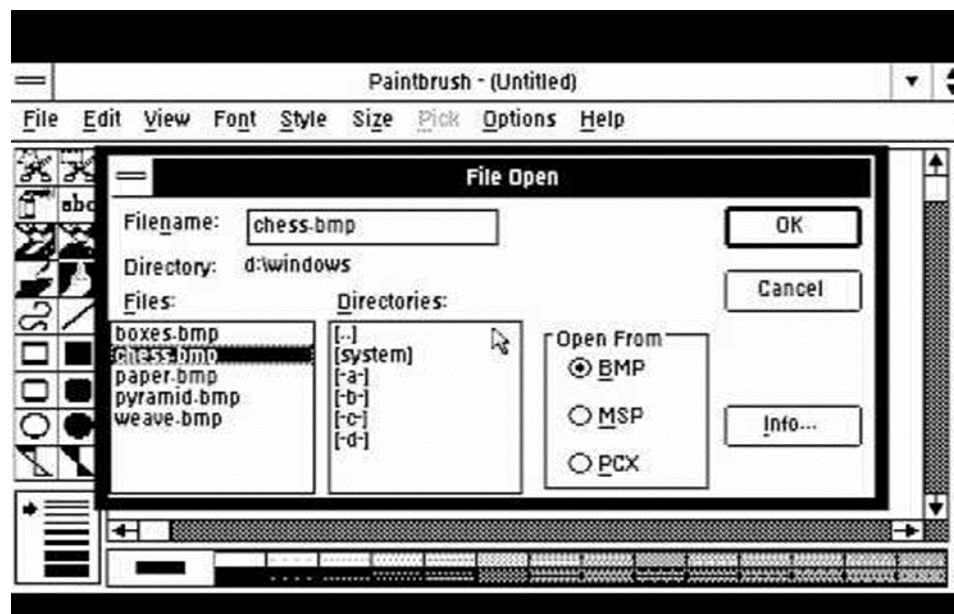 Paintbrush - (Untitled)
File Edit View Font Style Size Pick Options Help
File Open
abc
Filename: chess.bmp
OK
Directory: d:\windows
Cancel
Files:
Directories:
boxes.bmp
chess.bmp
paper.bmp
pyramid.bmp
weave.bmp
[..]
[system]
[-a-]
[-b-]
[-c-]
[-d-]
Open From
BMP
MSP
PCX
Info...